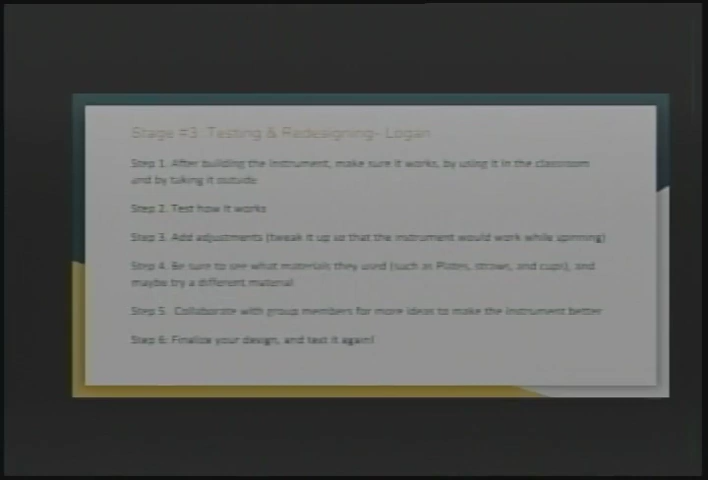 Stage #3: Testing & Redesigning- Logan
Step 1. After building the instrument, make sure it works, by using it in the classroom
and by taking it outside
Step 2. Test how it works
Step 3. Add adjustments (tweak it up so that the instrument would work while spinning)
Step 4. Be sure to see what materials they used (such as Plates, straws, and cups), and
maybe try a different material
Step 5. Collaborate with group members for more ideas to make the instrument better
Step 6: Finalize your design, and test it again!